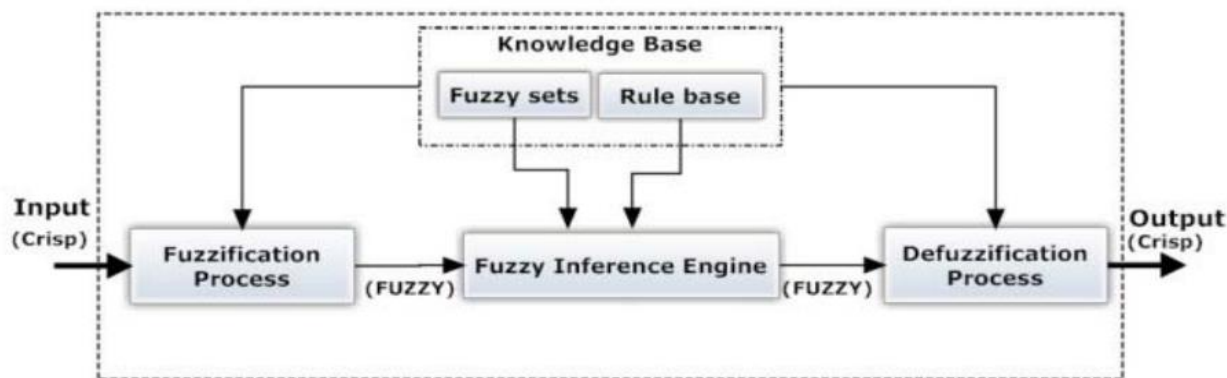 Knowledge Base
Fuzzy sets
Rule base
Input
(Crisp)
Fuzzification
Process
(FUZZY)
Fuzzy Inference Engine
(FUZZY)
Defuzzification
Process
Output
(Crisp)